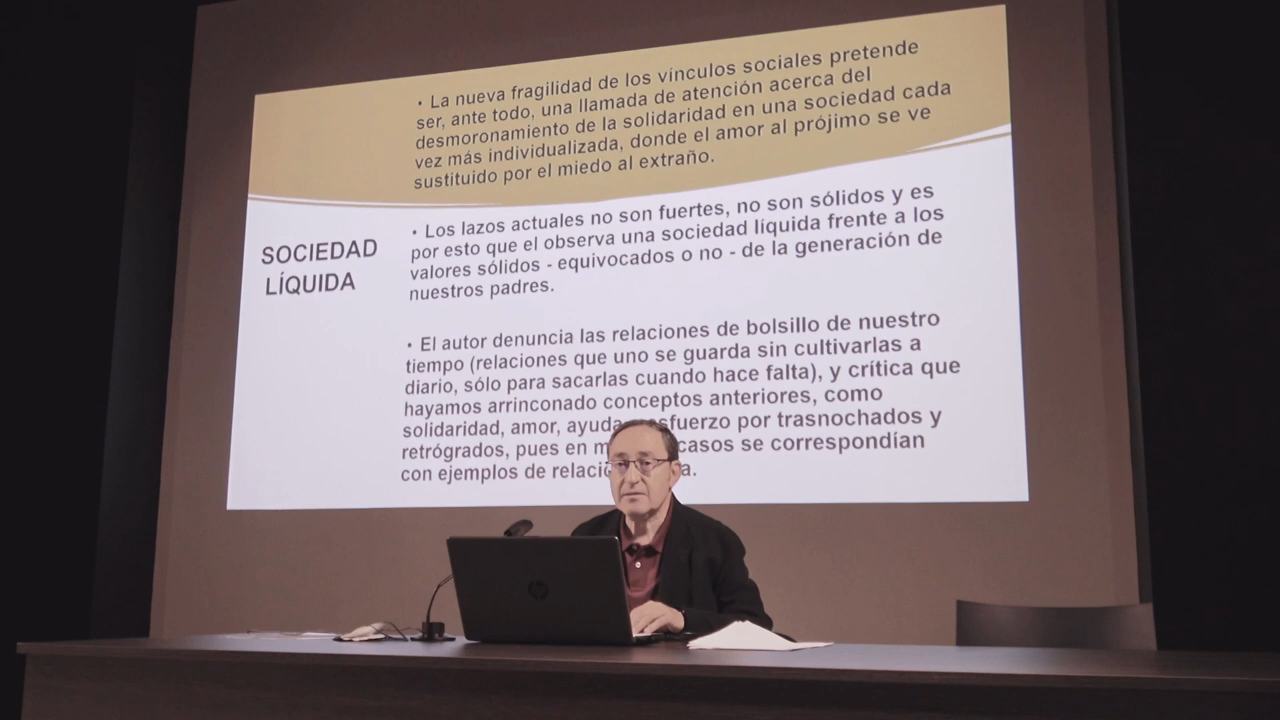 • La nueva fragilidad de los vínculos sociales pretende
ser, ante todo, una llamada de atención acerca del
desmoronamiento de la solidaridad en una sociedad cada
vez más individualizada, donde el amor al prójimo se ve
sustituido por el miedo al extraño.
SOCIEDAD
LÍQUIDA
• Los lazos actuales no son fuertes, no son sólidos y es
por esto que el observa una sociedad líquida frente a los
valores sólidos - equivocados o no - de la generación de
nuestros padres.
• El autor denuncia las relaciones de bolsillo de nuestro
tiempo (relaciones que uno se guarda sin cultivarlas a
diario, sólo para sacarlas cuando hace falta), y crítica que
hayamos arrinconado conceptos anteriores, como
solidaridad, amor, ayuda sfuerzo por trasnochados y
retrógrados, pues en casos se correspondían
con ejemplos de
hp